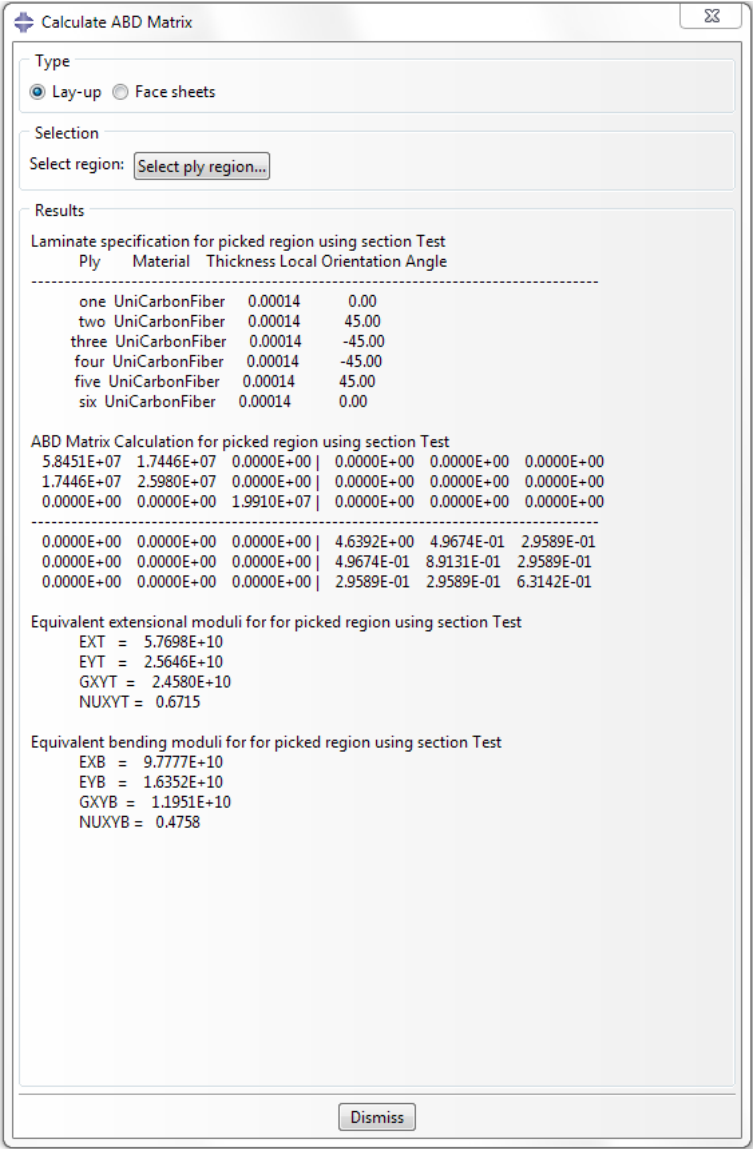 Calculate ABD Matrix
Type
Lay-up Face sheets
Selection
Select region: Select ply region...
Results
Laminate specification for picked region using section Test
Ply Material Thickness Local Orientation Angle
--------------------------------------------------------------------------------------
one UniCarbonFiber 0.00014 0.00
two UniCarbonFiber 0.00014 45.00
three UniCarbonFiber 0.00014 -45.00
four UniCarbonFiber 0.00014 -45.00
five UniCarbonFiber 0.00014 45.00
six UniCarbonFiber 0.00014 0.00
ABD Matrix Calculation for picked region using section Test
5.8451E+07 1.7446E+07 0.0000E+00 | 0.0000E+00 0.0000E+00 0.0000E+00
1.7446E+07 2.5980E+07 0.0000E+00 | 0.0000E+00 0.0000E+00 0.0000E+00
0.0000E+00 0.0000E+00 1.9910E+07 | 0.0000E+00 0.0000E+00 0.0000E+00
--------------------------------------------------------------------------------------
0.0000E+00 0.0000E+00 0.0000E+00 | 4.6392E+00 4.9674E-01 2.9589E-01
0.0000E+00 0.0000E+00 0.0000E+00 | 4.9674E-01 8.9131E-01 2.9589E-01
0.0000E+00 0.0000E+00 0.0000E+00 | 2.9589E-01 2.9589E-01 6.3142E-01
Equivalent extensional moduli for for picked region using section Test
EXT = 5.7698E+10
EYT = 2.5646E+10
GXYT = 2.4580E+10
NUXYT = 0.6715
Equivalent bending moduli for for picked region using section Test
EXB = 9.7777E+10
EYB = 1.6352E+10
GXYB = 1.1951E+10
NUXYB = 0.4758
Dismiss